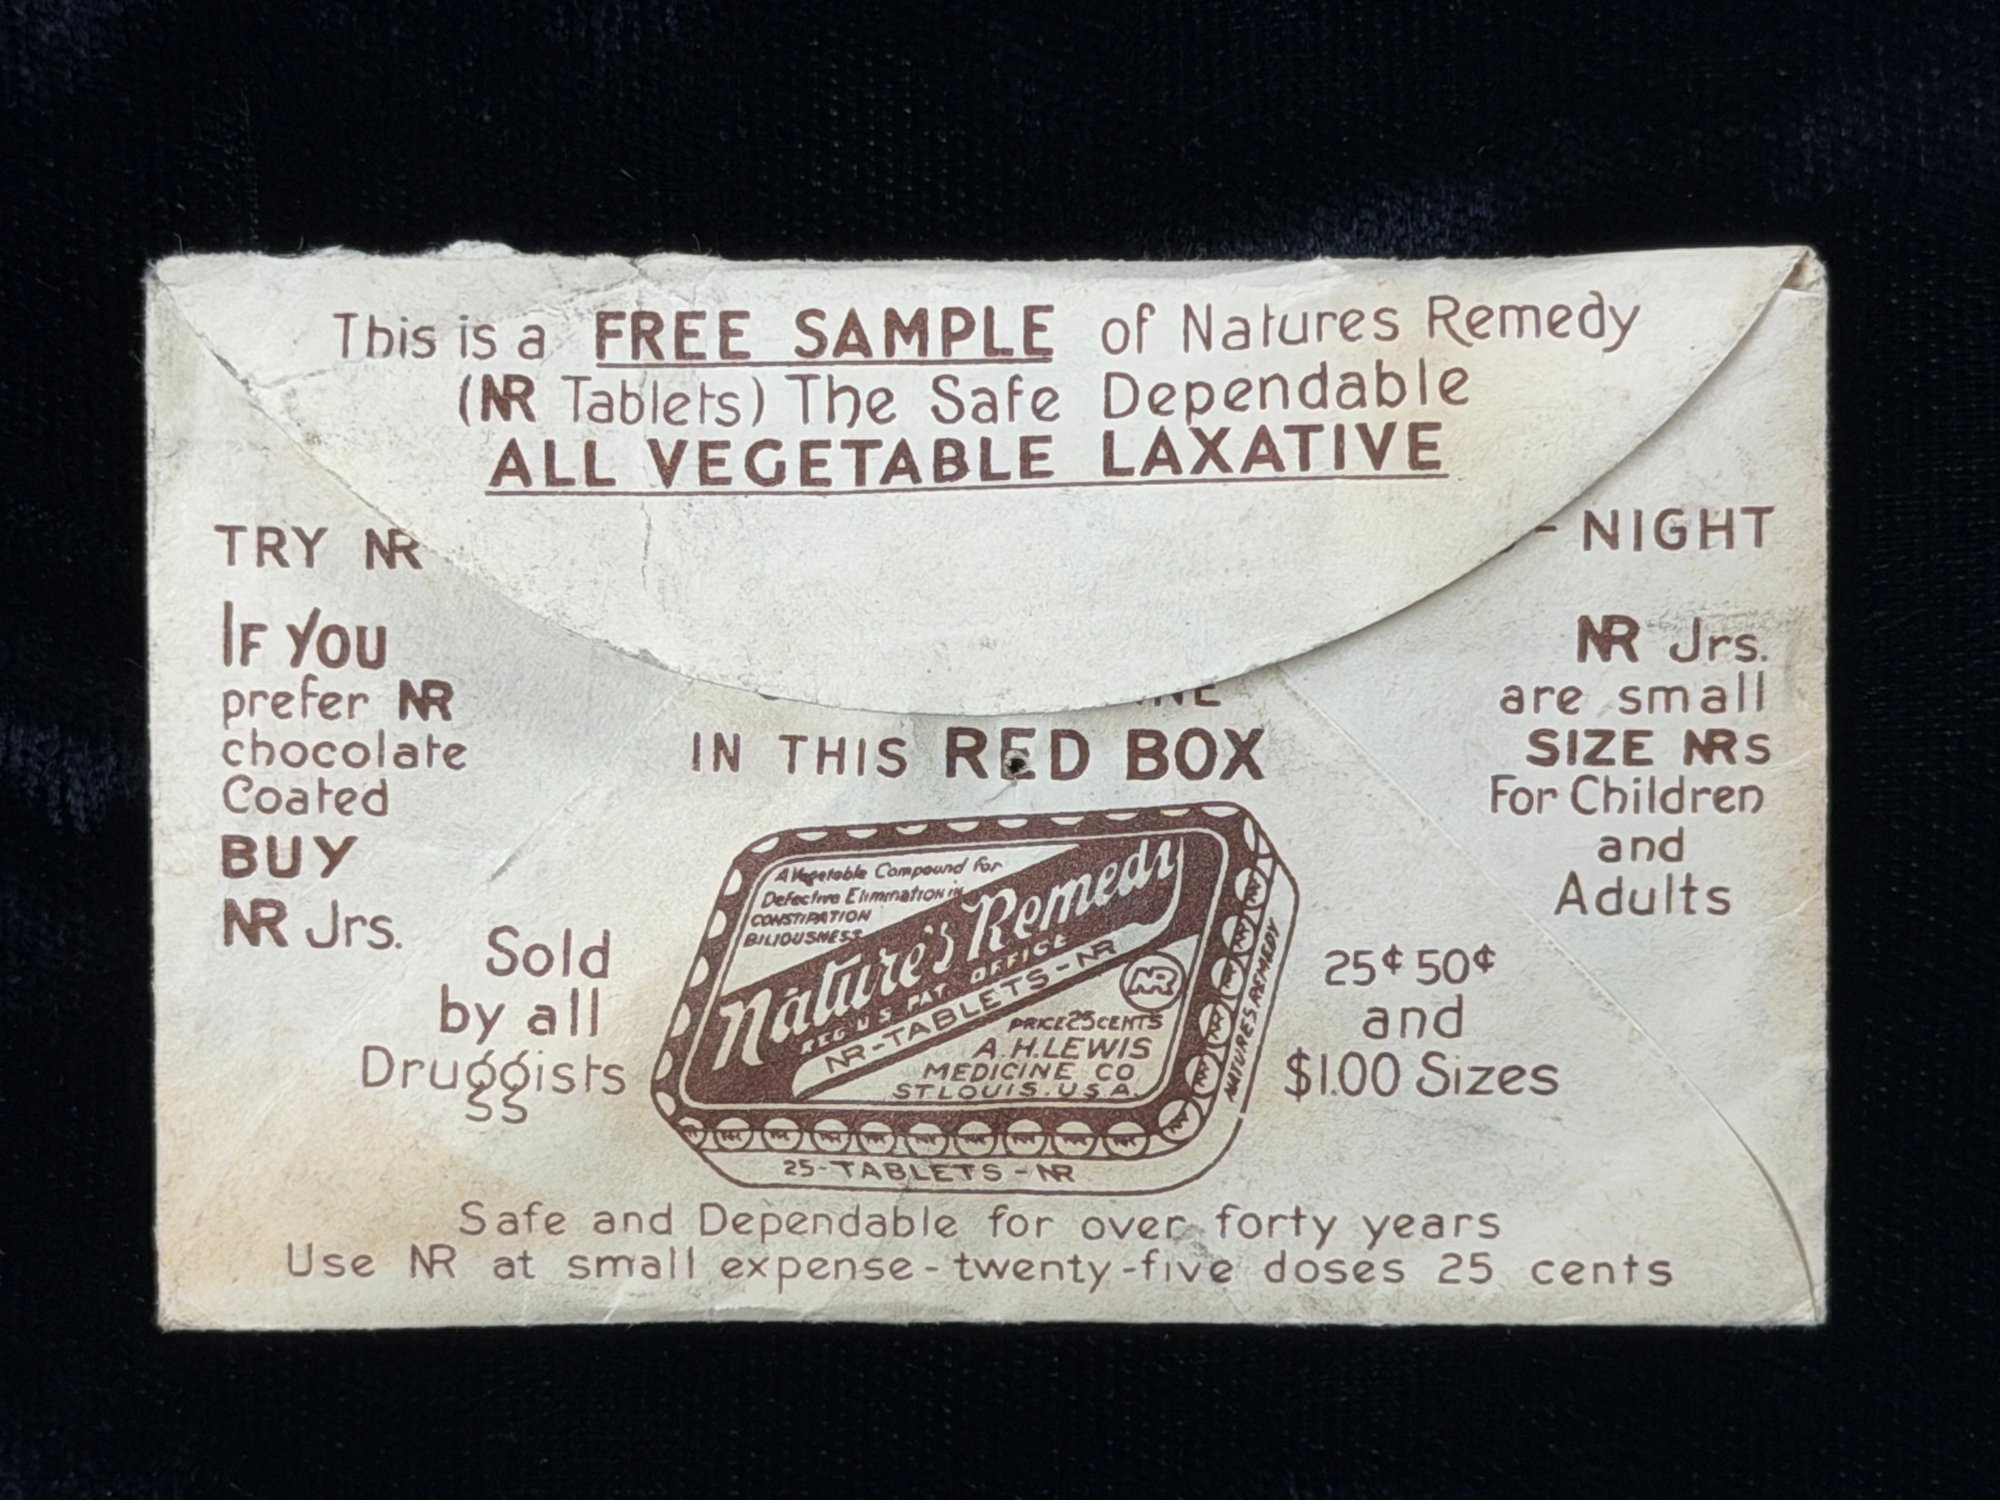 This is a FREE SAMPLE of Natures Remedy
(NR Tablets) The Safe Dependable
ALL VEGETABLE LAXATIVE
TRY NR
- NIGHT
IF YOU
prefer NR
chocolate
Coated
BUY
NR Jrs.
NR Jrs.
are small
SIZE NRs
For Children
and
Adults
IN THIS RED BOX
Sold
by all
Druggists
A Vegetable Compound for
Defective Elimination in
CONSTIPATION
BILIOUSNESS
Nature's Remedy
REG. U.S. PAT. OFFICE
NR-TABLETS-NR
NR
PRICE 25 CENTS
A.H. LEWIS
MEDICINE CO
ST. LOUIS. U.S.A.
NATURES REMEDY
25-TABLETS-NR
25¢ 50¢
and
$1.00 Sizes
Safe and Dependable for over forty years
Use NR at small expense - twenty-five doses 25 cents